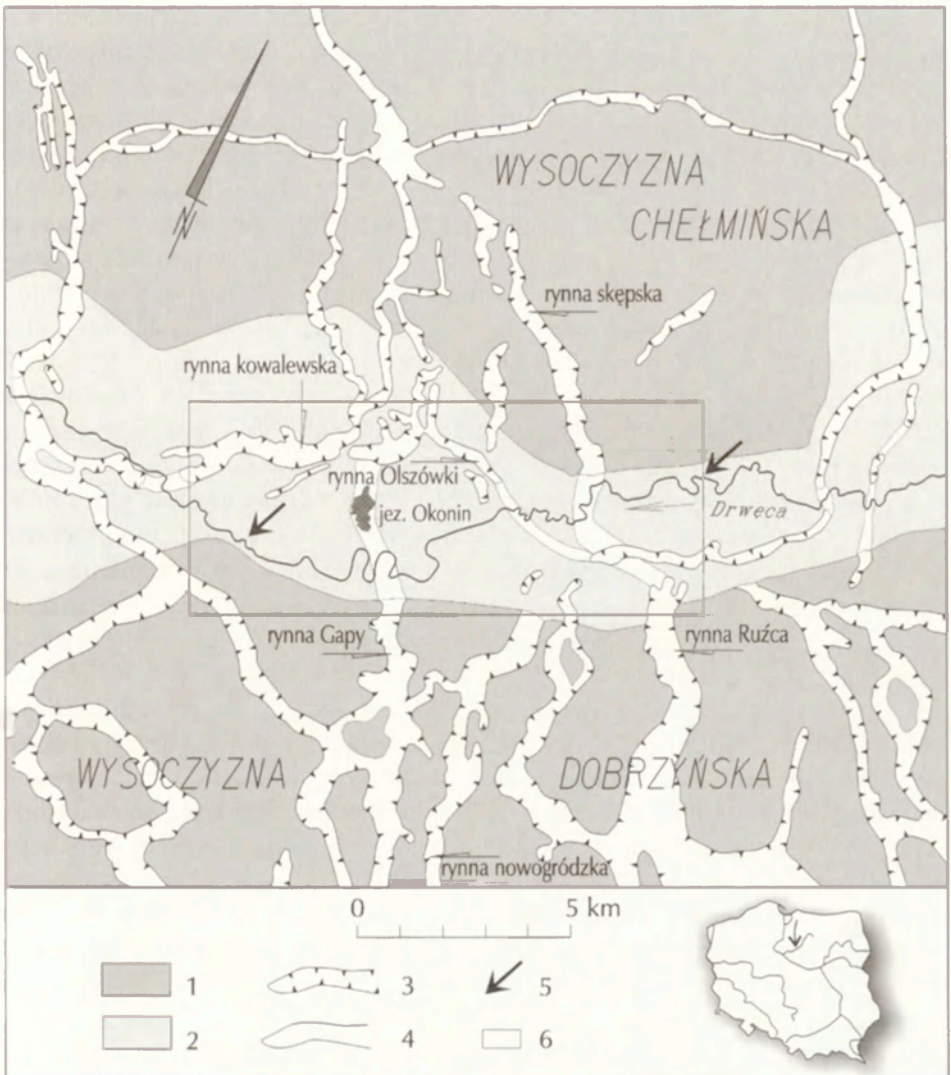 WYSOCZYZNA
CHEŁMIŃSKA
N
rynna skępska
rynna kowalewska
rynna Olszówki
jez. Okonin
Drwęca
rynna Gapy
rynna Ruźca
WYSOCZYZNA
DOBRZYŃSKA
rynna nowogródzka
0 5 km
1 3 5
2 4 6